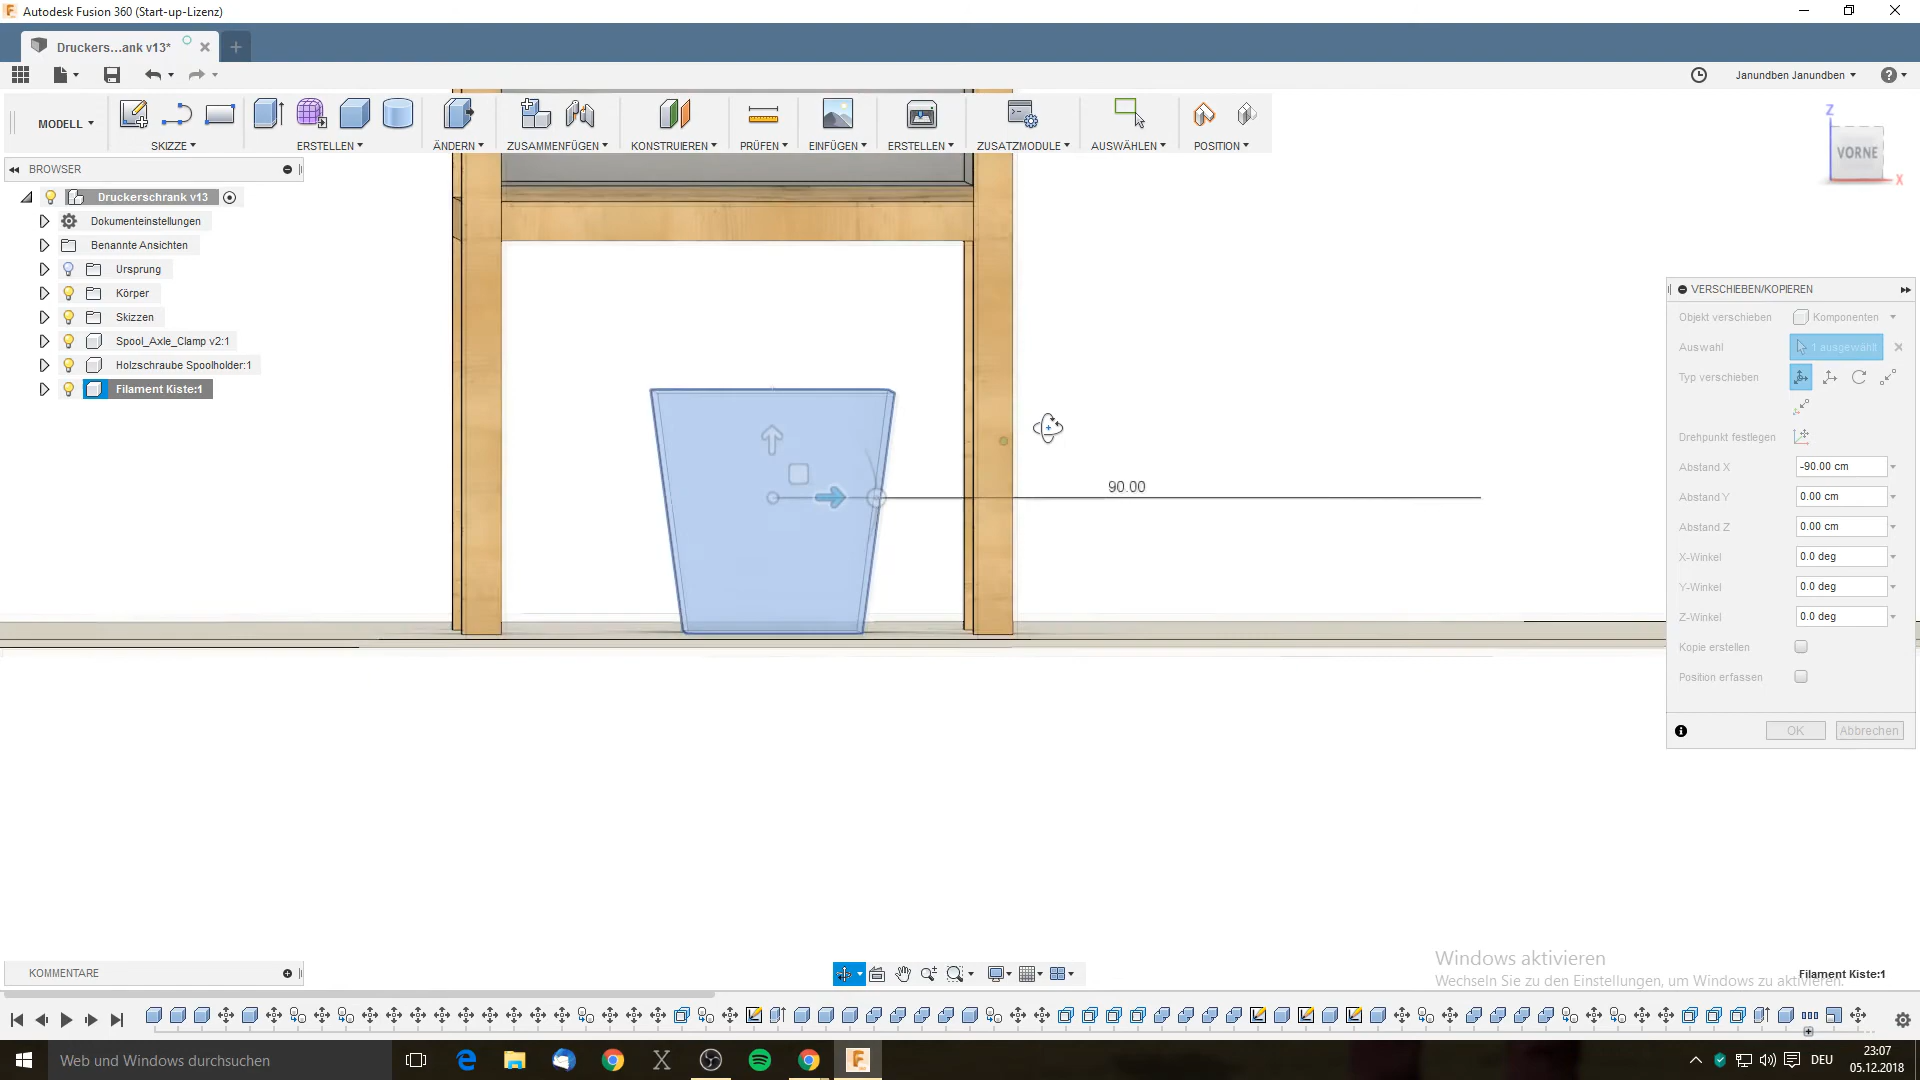 Autodesk Fusion 360 (Start-up-Lizenz)
Druckers...ank v13*
Janundben Janundben
MODELL
SKIZZE
ERSTELLEN
ÄNDERN
ZUSAMMENFÜGEN
KONSTRUIEREN
PRÜFEN
EINFÜGEN
ERSTELLEN
ZUSATZMODULE
AUSWÄHLEN
POSITION
Z
VORNE
X
BROWSER
Druckerschrank v13
Dokumenteinstellungen
Benannte Ansichten
Ursprung
Körper
Skizzen
Spool_Axle_Clamp v2:1
Holzschraube Spoolholder:1
Filament Kiste:1
90.00
VERSCHIEBEN/KOPIEREN
Objekt verschieben Komponenten
Auswahl 1 ausgewählt
Typ verschieben
Drehpunkt festlegen
Abstand X -90.00 cm
Abstand Y 0.00 cm
Abstand Z 0.00 cm
X-Winkel 0.0 deg
Y-Winkel 0.0 deg
Z-Winkel 0.0 deg
Kopie erstellen
Position erfassen
OK Abbrechen
Windows aktivieren
Wechseln Sie zu den Einstellungen, um Windows zu aktivieren.
Filament Kiste:1
KOMMENTARE
Web und Windows durchsuchen
DEU
23:07
05.12.2018